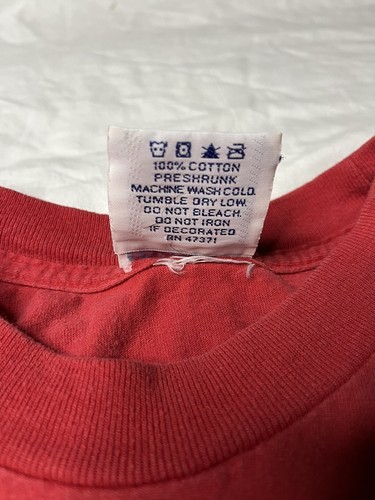 100% COTTON
PRESHRUNK
MACHINE WASH COLD.
TUMBLE DRY LOW.
DO NOT BLEACH.
DO NOT IRON
IF DECORATED
RN 47371